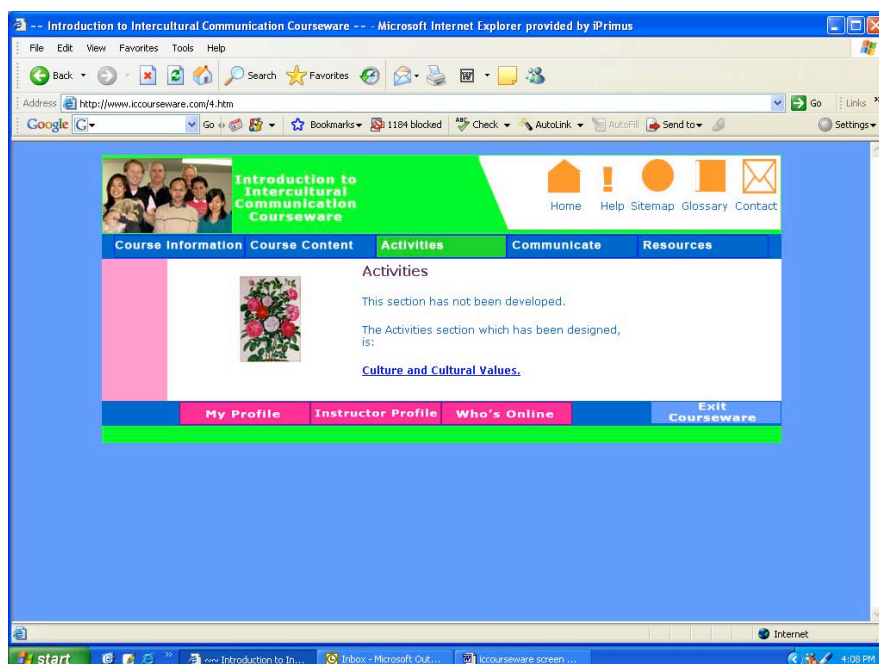 ~~ Introduction to Intercultural Communication Courseware ~~ - Microsoft Internet Explorer provided by iPrimus
File Edit View Favorites Tools Help
Back Search Favorites
Address http://www.iccourseware.com/4.htm Go Links »
Google G Go Bookmarks 1184 blocked ABC Check AutoLink AutoFill Send to Settings
Introduction to
Intercultural
Communication
Courseware
Home Help Sitemap Glossary Contact
Course Information Course Content Activities Communicate Resources
Activities
This section has not been developed.
The Activities section which has been designed,
is:
Culture and Cultural Values.
My Profile Instructor Profile Who's Online Exit
Courseware
Internet
start » ~~ Introduction to In... Inbox - Microsoft Out... iccourseware screen ... 4:08 PM